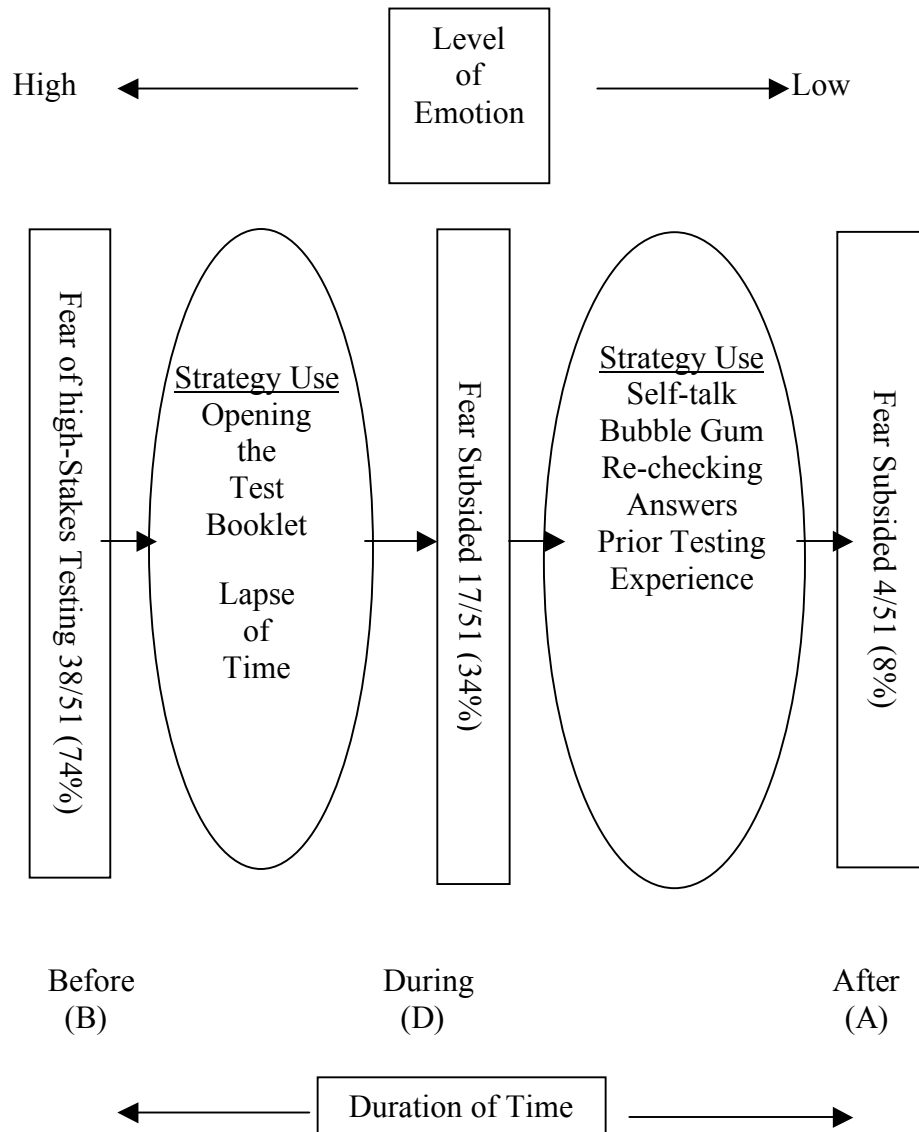 Level
of
Emotion
High
Low
Fear of high-Stakes Testing 38/51 (74%)
Strategy Use
Opening
the
Test
Booklet
Lapse
of
Time
Fear Subsided 17/51 (34%)
Strategy Use
Self-talk
Bubble Gum
Re-checking
Answers
Prior Testing
Experience
Fear Subsided 4/51 (8%)
Before
(B)
During
(D)
After
(A)
Duration of Time